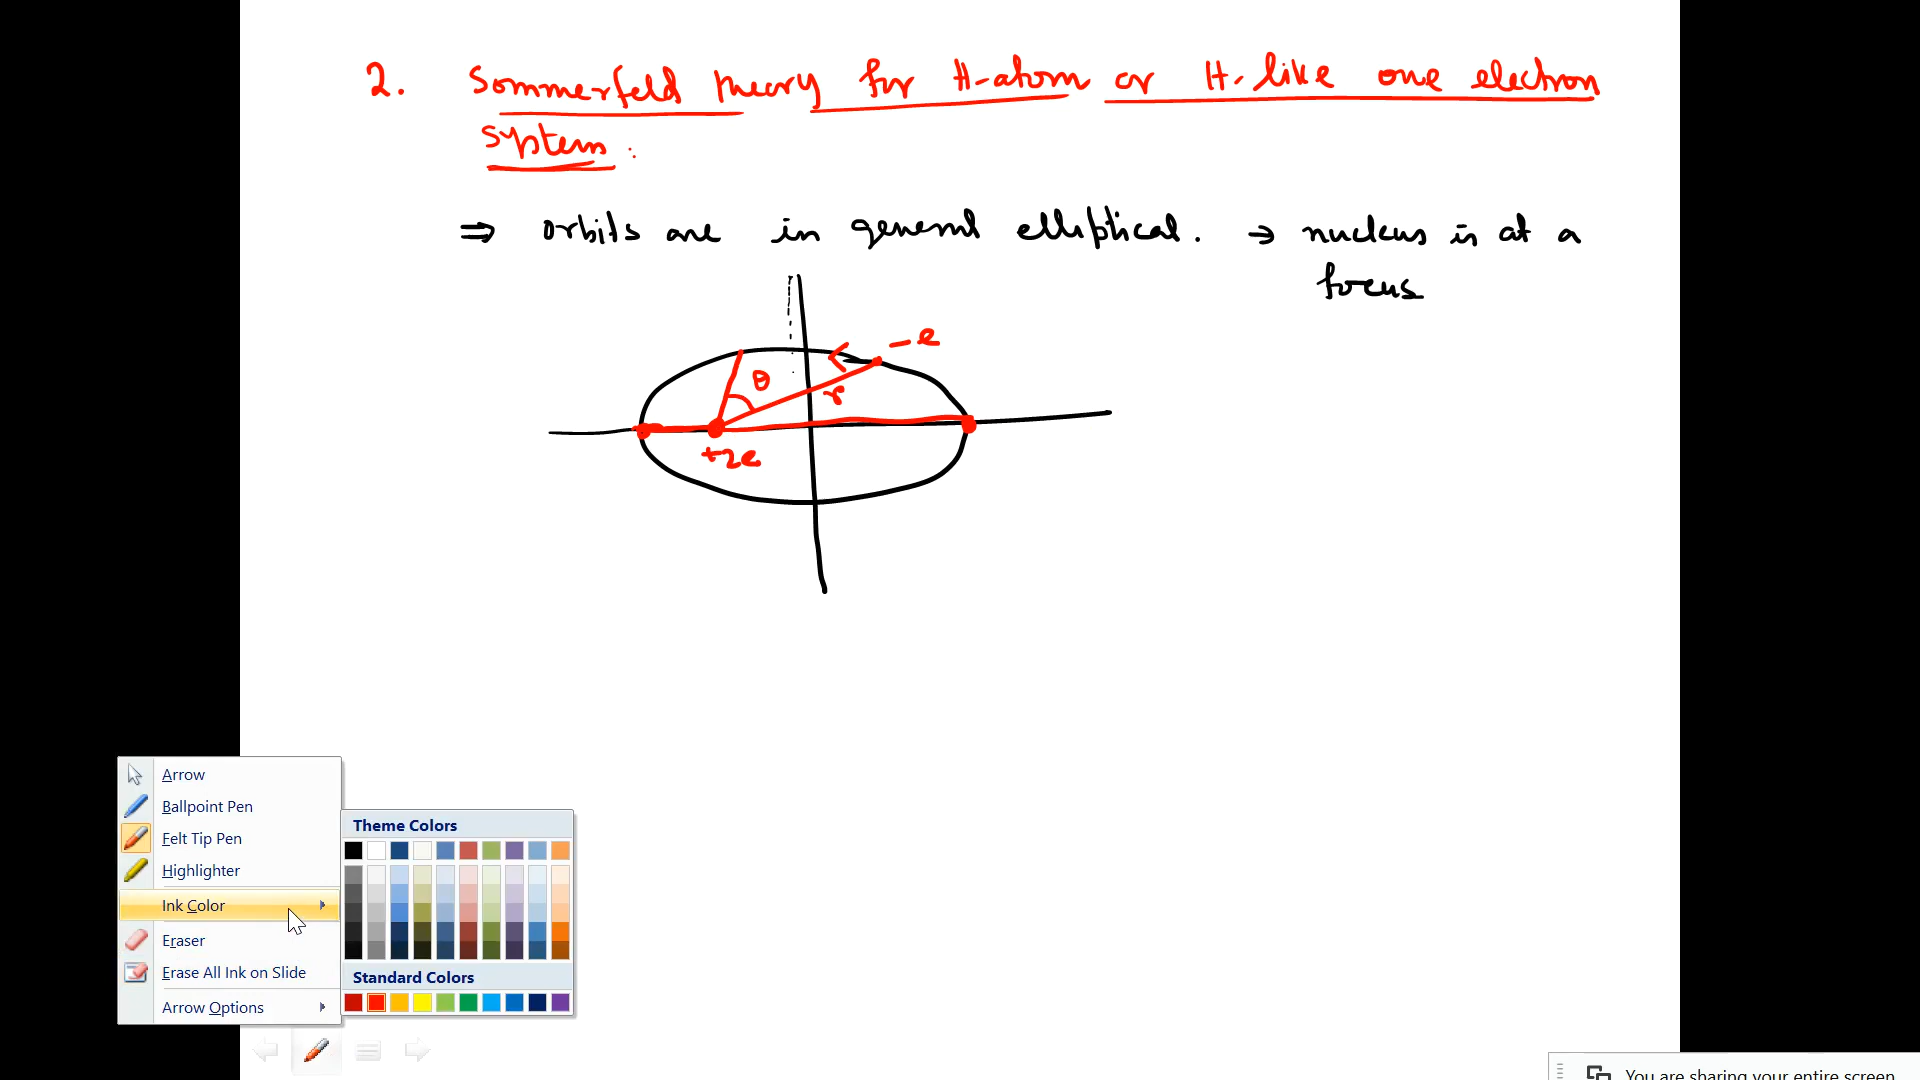 2. Sommerfeld theory for H-atom or H-like one electron
system :
⇒ orbits are in general elliptical. → nucleus is at a
focus
-e
θ
r
+ze
Arrow
Ballpoint Pen
Felt Tip Pen
Highlighter
Ink Color
Eraser
Erase All Ink on Slide
Arrow Options
Theme Colors
Standard Colors
You are sharing your entire screen